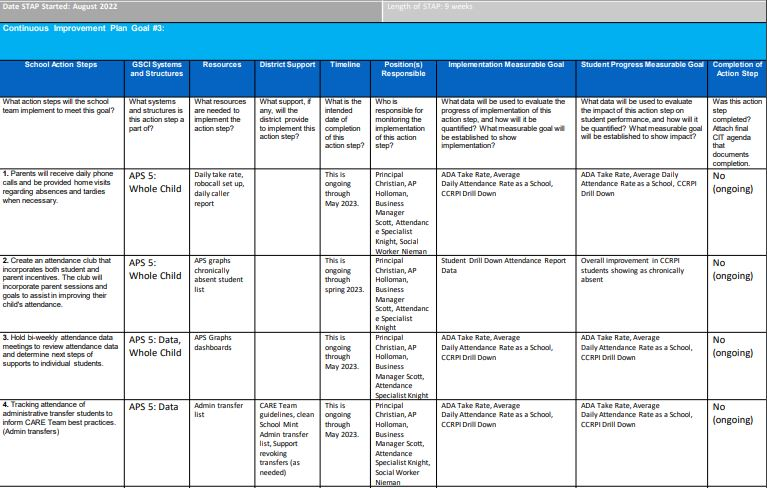 Date STAP Started: August 2022
Length of STAP: 9 weeks
Continuous Improvement Plan Goal #3:
School Action Steps
GSCI Systems
and Structures
Resources
District Support
Timeline
Position(s)
Responsible
Implementation Measurable Goal
Student Progress Measurable Goal
Completion of
Action Step
What action steps will the school
team implement to meet this goal?
What systems
and structures is
this action step a
part of?
What resources
are needed to
implement the
action step?
What support, if
any, will the
district provide
to implement this
action step?
What is the
intended
date of
completion
of this
action step?
Who is
responsible for
monitoring the
implementation
of this action
step?
What data will be used to evaluate the
progress of implementation of this
action step, and how will it be
quantified? What measurable goal will
be established to show
implementation?
What data will be used to evaluate
the impact of this action step on
student performance, and how will it
be quantified? What measurable goal
will be established to show impact?
Was this
action step
completed?
Attach final
CIT agenda
that
documents
completion.
1. Parents will receive daily phone
calls and be provided home visits
regarding absences and tardies
when necessary.
APS 5:
Whole Child
Daily take rate,
robocall set up,
daily caller
report
This is
ongoing
through
May 2023.
Principal
Christian, AP
Holloman,
Business
Manager
Scott, Attendanc
e Specialist
Knight, Social
Worker Nieman
ADA Take Rate, Average
Daily Attendance Rate as a School,
CCRPI Drill Down
ADA Take Rate, Average Daily
Attendance Rate as a School, CCRPI
Drill Down
No
(ongoing)
2. Create an attendance club that
incorporates both student and
parent incentives. The club will
incorporate parent sessions and
goals to assist in improving their
child's attendance.
APS 5:
Whole Child
APS graphs
chronically
absent student
list
This is
ongoing
through
spring 2023.
Principal
Christian, AP
Holloman,
Business
Manager
Scott, Attendanc
e Specialist
Knight
Student Drill Down Attendance Report
Data
Overall improvement in CCRPI
students showing as chronically
absent
No
(ongoing)
3. Hold bi-weekly attendance data
meetings to review attendance data
and determine next steps of
supports to individual students.
APS 5: Data,
Whole Child
APS Graphs
dashboards
This is
ongoing
through
May 2023.
Principal
Christian, AP
Holloman,
Business
Manager Scott,
Attendance
Specialist Knight
ADA Take Rate, Average
Daily Attendance Rate as a School,
CCRPI Drill Down
ADA Take Rate, Average
Daily Attendance Rate as a School,
CCRPI Drill Down
No
(ongoing)
4. Tracking attendance of
administrative transfer students to
inform CARE Team best practices.
(Admin transfers)
APS 5: Data
Admin transfer
list
CARE Team
guidelines, clean
School Mint
Admin transfer
list, Support
revoking
transfers (as
needed)
This is
ongoing
through
May 2023.
Principal
Christian, AP
Holloman,
Business
Manager Scott,
Attendance
Specialist Knight,
Social Worker
Nieman
ADA Take Rate, Average
Daily Attendance Rate as a School,
CCRPI Drill Down
ADA Take Rate, Average
Daily Attendance Rate as a School,
CCRPI Drill Down
No
(ongoing)